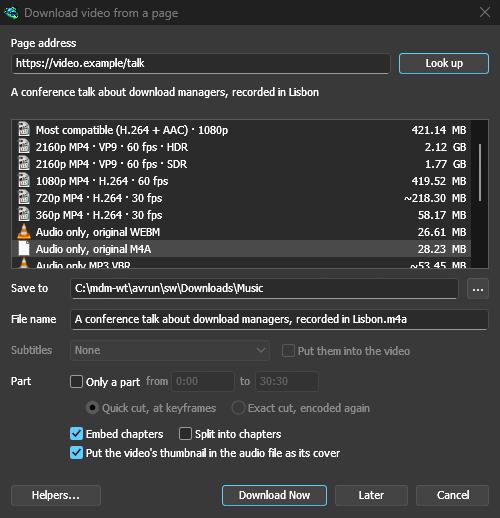 Download video from a page
Page address
https://video.example/talk
Look up
A conference talk about download managers, recorded in Lisbon
Most compatible (H.264 + AAC) · 1080p 421.14 MB
2160p MP4 · VP9 · 60 fps · HDR 2.12 GB
2160p MP4 · VP9 · 60 fps · SDR 1.77 GB
1080p MP4 · H.264 · 60 fps 419.52 MB
720p MP4 · H.264 · 30 fps ~218.30 MB
360p MP4 · H.264 · 30 fps 58.17 MB
Audio only, original WEBM 26.61 MB
Audio only, original M4A 28.23 MB
Audio only MP3 VBR ~53.45 MB
Save to C:\mdm-wt\avrun\sw\Downloads\Music ...
File name A conference talk about download managers, recorded in Lisbon.m4a
Subtitles None Put them into the video
Part Only a part from 0:00 to 30:30
Quick cut, at keyframes Exact cut, encoded again
Embed chapters Split into chapters
Put the video's thumbnail in the audio file as its cover
Helpers... Download Now Later Cancel